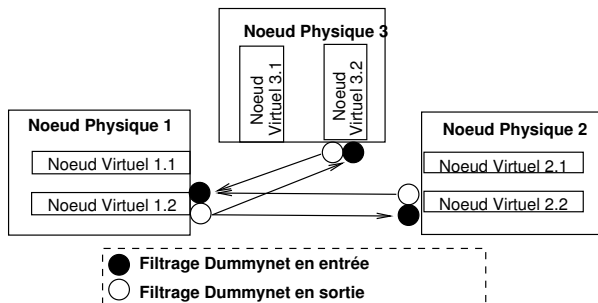 Noeud Physique 3
Noeud
Virtuel 3.1
Noeud
Virtuel 3.2
Noeud Physique 1
Noeud Virtuel 1.1
Noeud Virtuel 1.2
Noeud Physique 2
Noeud Virtuel 2.1
Noeud Virtuel 2.2
Filtrage Dummynet en entrée
Filtrage Dummynet en sortie